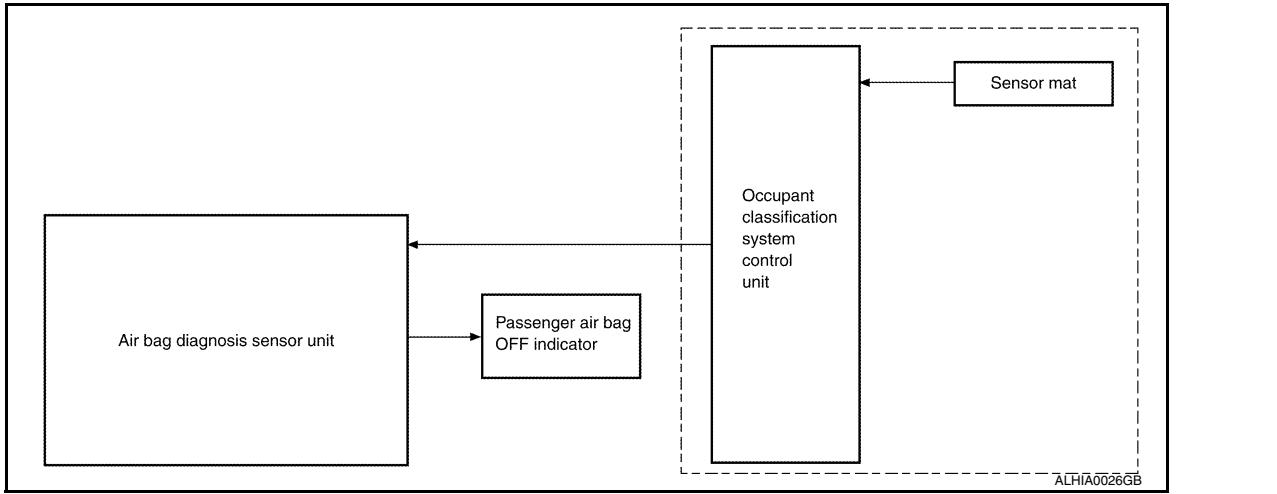 Sensor mat
Occupant
classification
system
control
unit
Passenger air bag
OFF indicator
Air bag diagnosis sensor unit
ALHIA0026GB